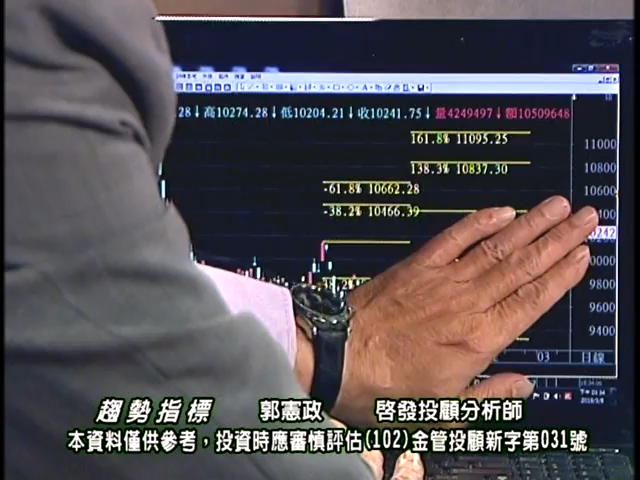 28↓高10274.28↓低10204.21↓收10241.75↓量4249497↓額10509648
161.8% 11095.25
11000
138.3% 10837.30
10800
-61.8% 10662.28
10600
-38.2% 10466.39
9800
9600
9400
'03
日線
趨勢指標 郭憲政 啓發投顧分析師
本資料僅供參考，投資時應審慎評估(102)金管投顧新字第031號